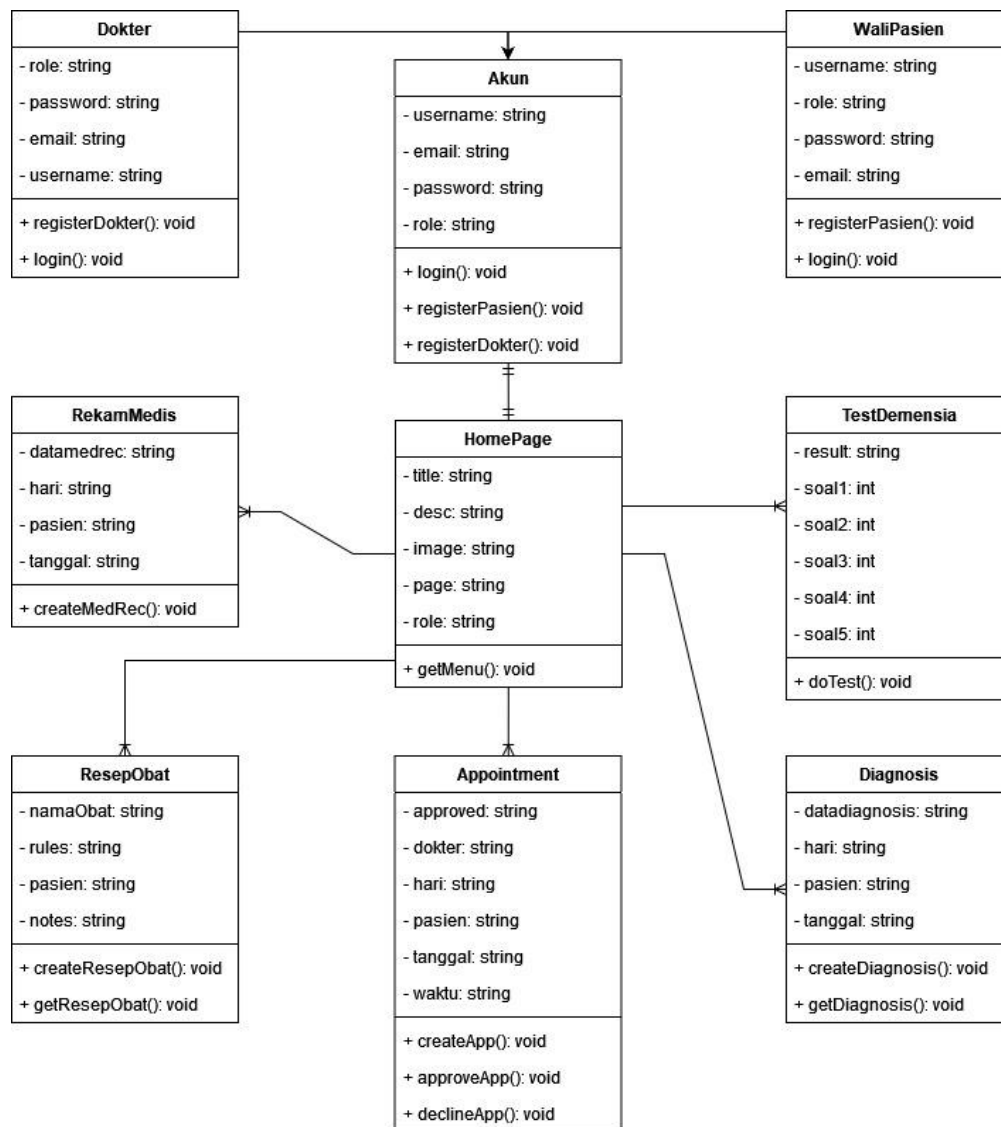 Dokter
- role: string
- password: string
- email: string
- username: string
+ registerDokter(): void
+ login(): void
Akun
- username: string
- email: string
- password: string
- role: string
+ login(): void
+ registerPasien(): void
+ registerDokter(): void
WaliPasien
- username: string
- role: string
- password: string
- email: string
+ registerPasien(): void
+ login(): void
RekamMedis
- datamedrec: string
- hari: string
- pasien: string
- tanggal: string
+ createMedRec(): void
HomePage
- title: string
- desc: string
- image: string
- page: string
- role: string
+ getMenu(): void
TestDemensia
- result: string
- soal1: int
- soal2: int
- soal3: int
- soal4: int
- soal5: int
+ doTest(): void
ResepObat
- namaObat: string
- rules: string
- pasien: string
- notes: string
+ createResepObat(): void
+ getResepObat(): void
Appointment
- approved: string
- dokter: string
- hari: string
- pasien: string
- tanggal: string
- waktu: string
+ createApp(): void
+ approveApp(): void
+ declineApp(): void
Diagnosis
- datadiagnosis: string
- hari: string
- pasien: string
- tanggal: string
+ createDiagnosis(): void
+ getDiagnosis(): void